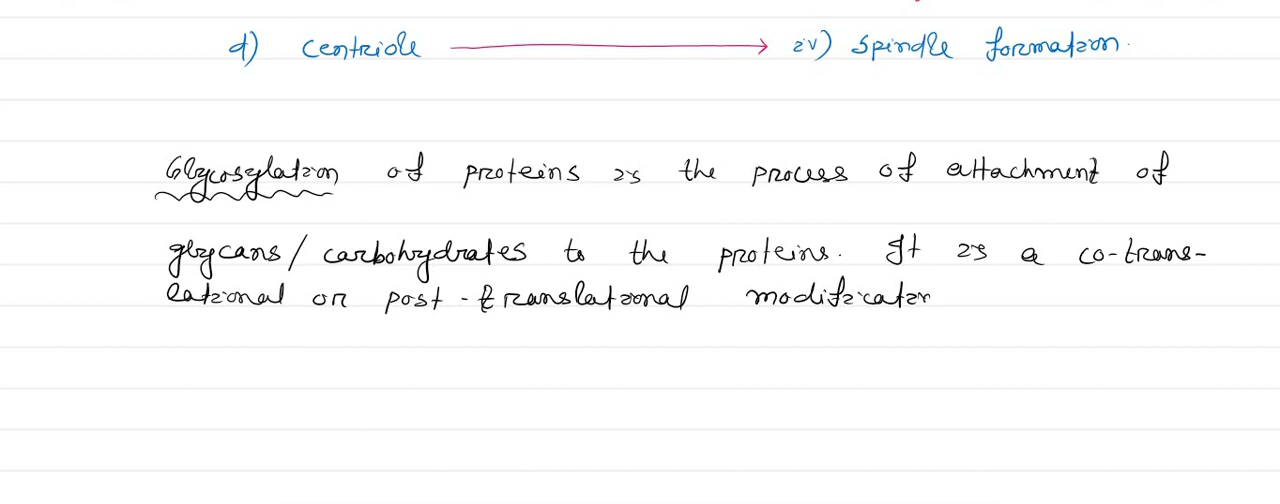 d) Centriole → iv) Spindle formation.
Glycosylation of proteins is the process of attachment of
glycans/ carbohydrates to the proteins. It is a co-trans-
lational or post-translational modificaton